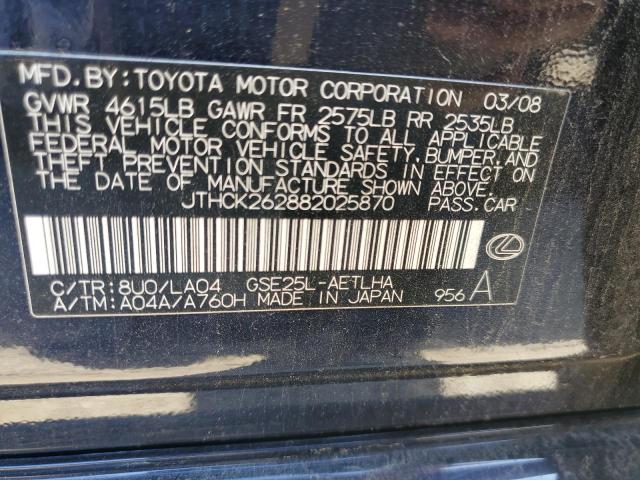 MFD. BY: TOYOTA MOTOR CORPORATION 03/08
GVWR 4615LB GAWR FR 2575LB RR 2535LB
THIS VEHICLE CONFORMS TO ALL APPLICABLE
FEDERAL MOTOR VEHICLE SAFETY, BUMPER, AND
THEFT PREVENTION STANDARDS IN EFFECT ON
THE DATE OF MANUFACTURE SHOWN ABOVE.
JTHCK262882025870 PASS. CAR
C/TR: 8U0/LA04 GSE25L-AETLHA
A/TM: A04A/A760H MADE IN JAPAN 956 A